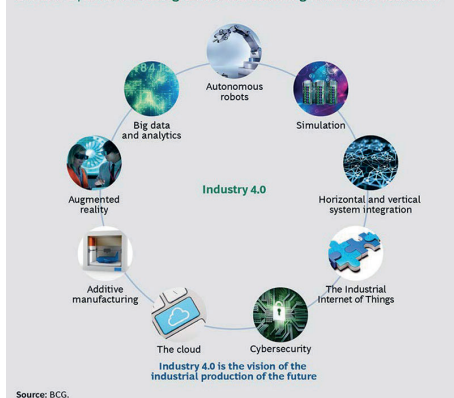 Autonomous
robots
Simulation
Horizontal and vertical
system integration
The Industrial
Internet of Things
Cybersecurity
The cloud
Additive
manufacturing
Augmented
reality
Big data
and analytics
Industry 4.0
Industry 4.0 is the vision of the
industrial production of the future
Source: BCG.